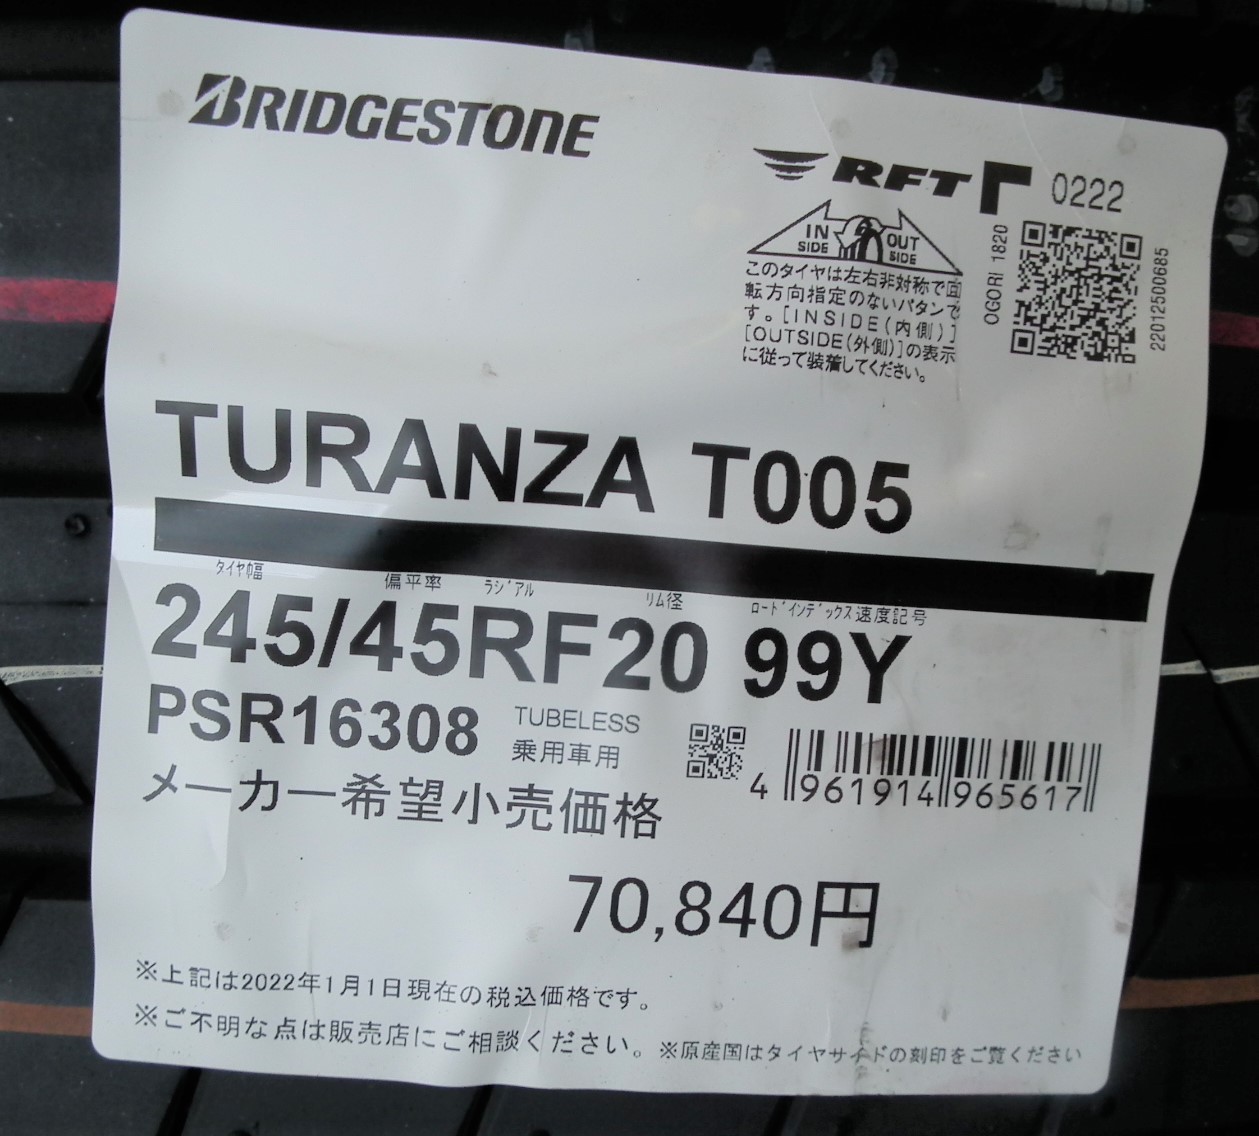 BRIDGESTONE
RFT 0222
IN SIDE OUT SIDE
このタイヤは左右非対称で回
転方向指定のないパタンで
す。[INSIDE(内側)]
[OUTSIDE(外側)]の表示
に従って装着してください。
OGORI 1820
22012500685
TURANZA T005
タイヤ巾幅 偏平率 ラジアル リム径 ロードインデックス 速度記号
245/45RF20 99Y
PSR16308
TUBELESS
乗用車用
4 961914 965617
メーカー希望小売価格
70,840円
※上記は2022年1月1日現在の税込価格です。
※ご不明な点は販売店にご相談ください。
※原産国はタイヤサイドの刻印をご覧ください